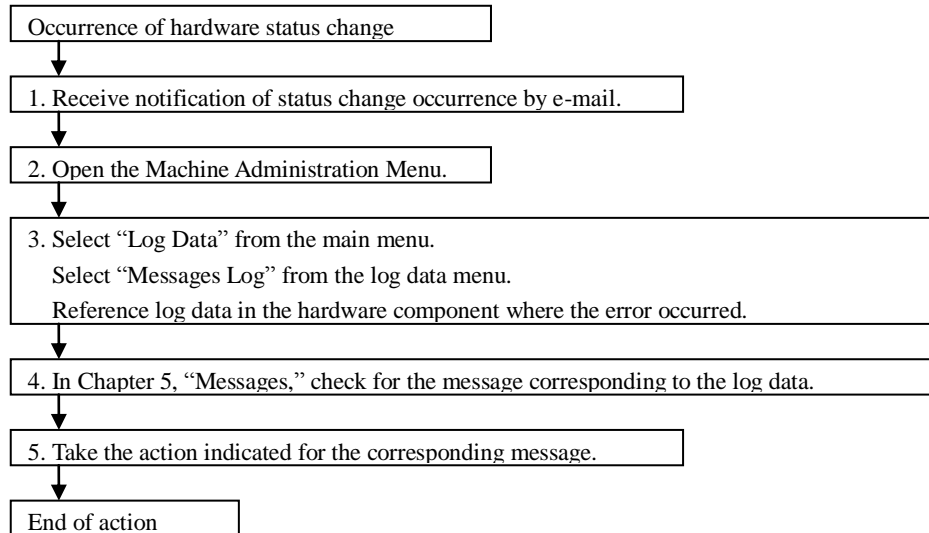 Occurrence of hardware status change
1. Receive notification of status change occurrence by e-mail.
2. Open the Machine Administration Menu.
3. Select “Log Data” from the main menu.
Select “Messages Log” from the log data menu.
Reference log data in the hardware component where the error occurred.
4. In Chapter 5, “Messages,” check for the message corresponding to the log data.
5. Take the action indicated for the corresponding message.
End of action